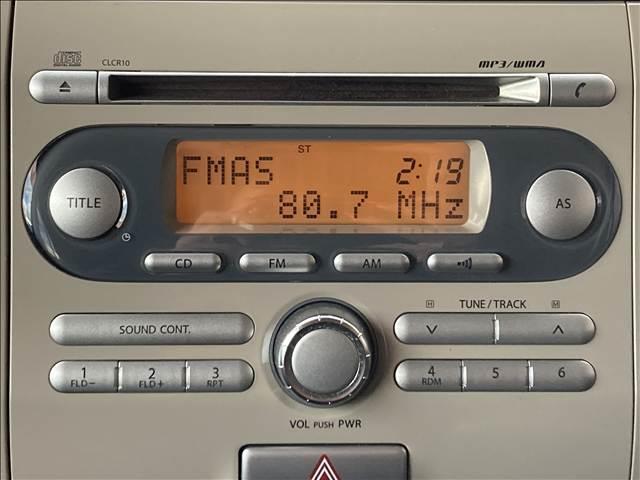 disc
CLCR10
MP3/WMA
ST
FMAS 2:19
80.7 MHz
TITLE
AS
CD
FM
AM
H TUNE/TRACK M
SOUND CONT.
1 2 3
FLD− FLD+ RPT
4 5 6
RDM
VOL PUSH PWR